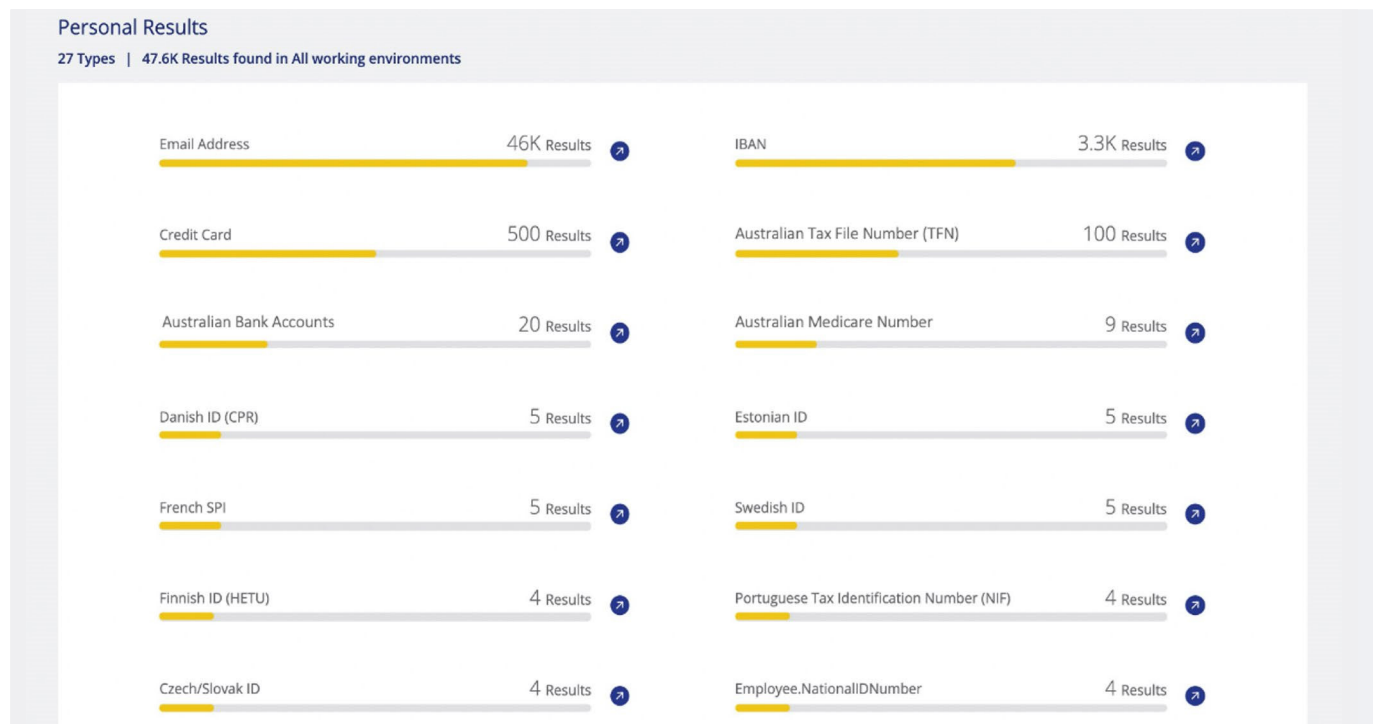 Personal Results
27 Types | 47.6K Results found in All working environments
Email Address 46K Results
IBAN 3.3K Results
Credit Card 500 Results
Australian Tax File Number (TFN) 100 Results
Australian Bank Accounts 20 Results
Australian Medicare Number 9 Results
Danish ID (CPR) 5 Results
Estonian ID 5 Results
French SPI 5 Results
Swedish ID 5 Results
Finnish ID (HETU) 4 Results
Portuguese Tax Identification Number (NIF) 4 Results
Czech/Slovak ID 4 Results
Employee.NationalIDNumber 4 Results